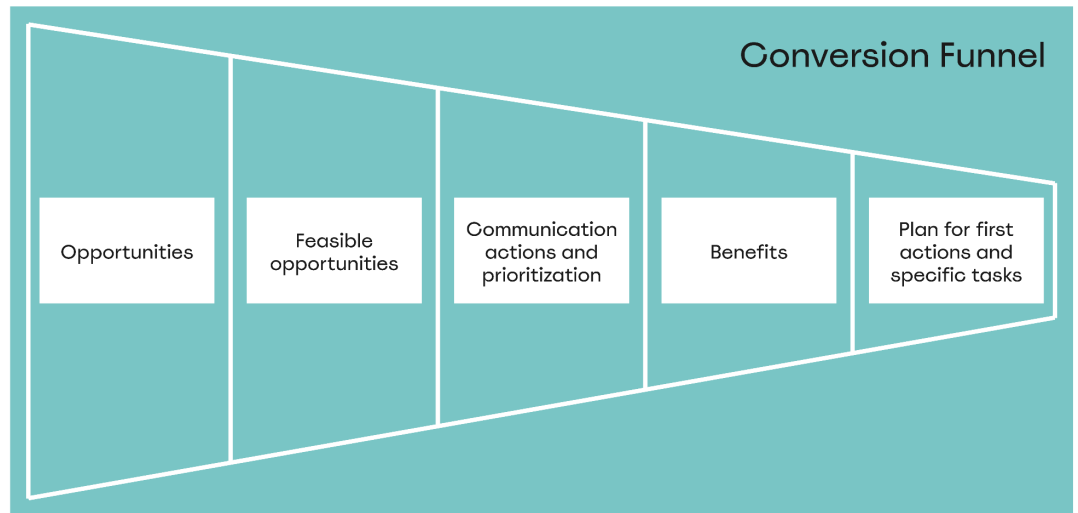 Conversion Funnel
Opportunities
Feasible
opportunities
Communication
actions and
prioritization
Benefits
Plan for first
actions and
specific tasks